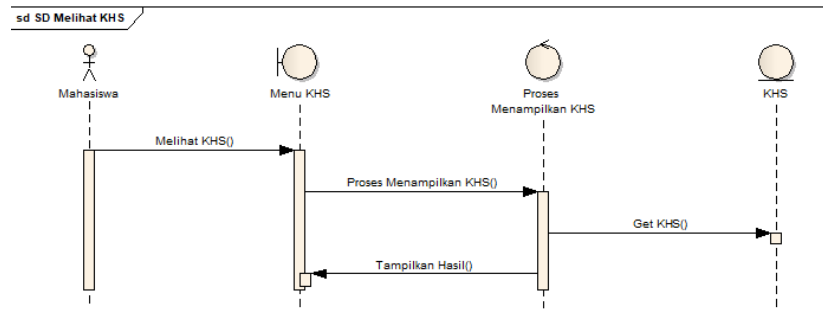 sd SD Melihat KHS
Mahasiswa
Menu KHS
Proses
Menampilkan KHS
KHS
Melihat KHS()
Proses Menampilkan KHS()
Get KHS()
Tampilkan Hasil()